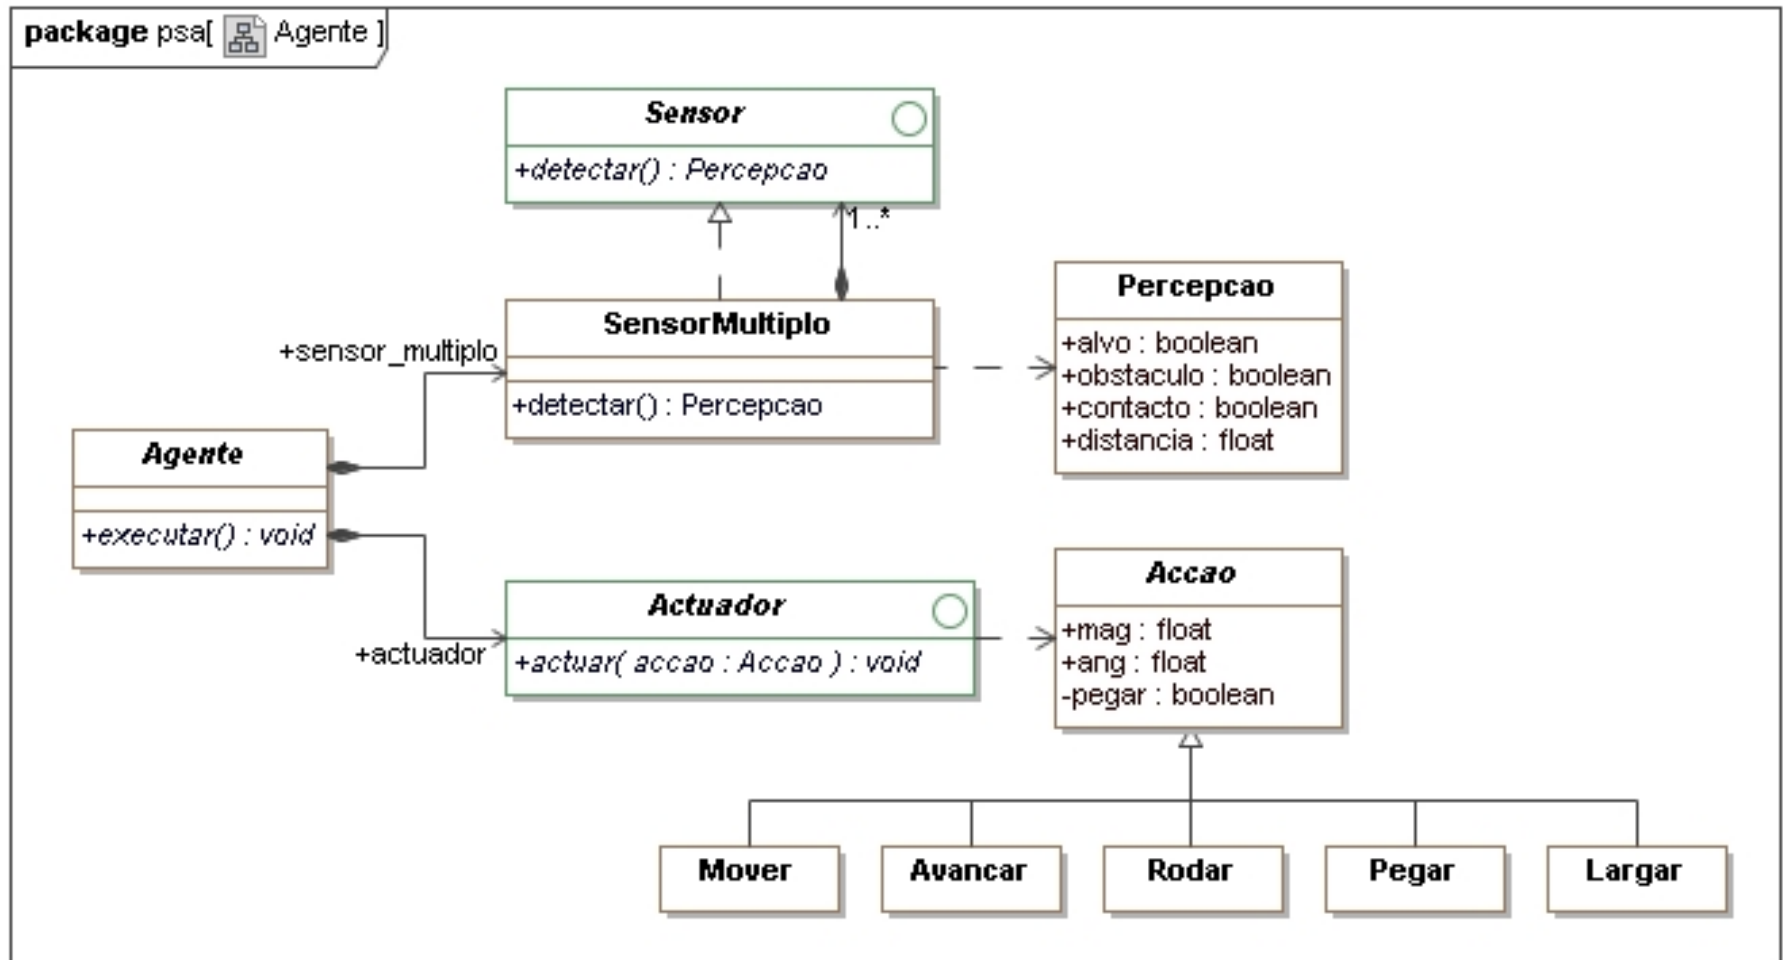 package psa[ Agente ]
Sensor
+detectar() : Percepcao
1..*
SensorMultiplo
+detectar() : Percepcao
+sensor_multiplo
Percepcao
+alvo : boolean
+obstaculo : boolean
+contacto : boolean
+distancia : float
Agente
+executar() : void
Actuador
+actuar( accao : Accao ) : void
+actuador
Accao
+mag : float
+ang : float
-pegar : boolean
Mover
Avancar
Rodar
Pegar
Largar